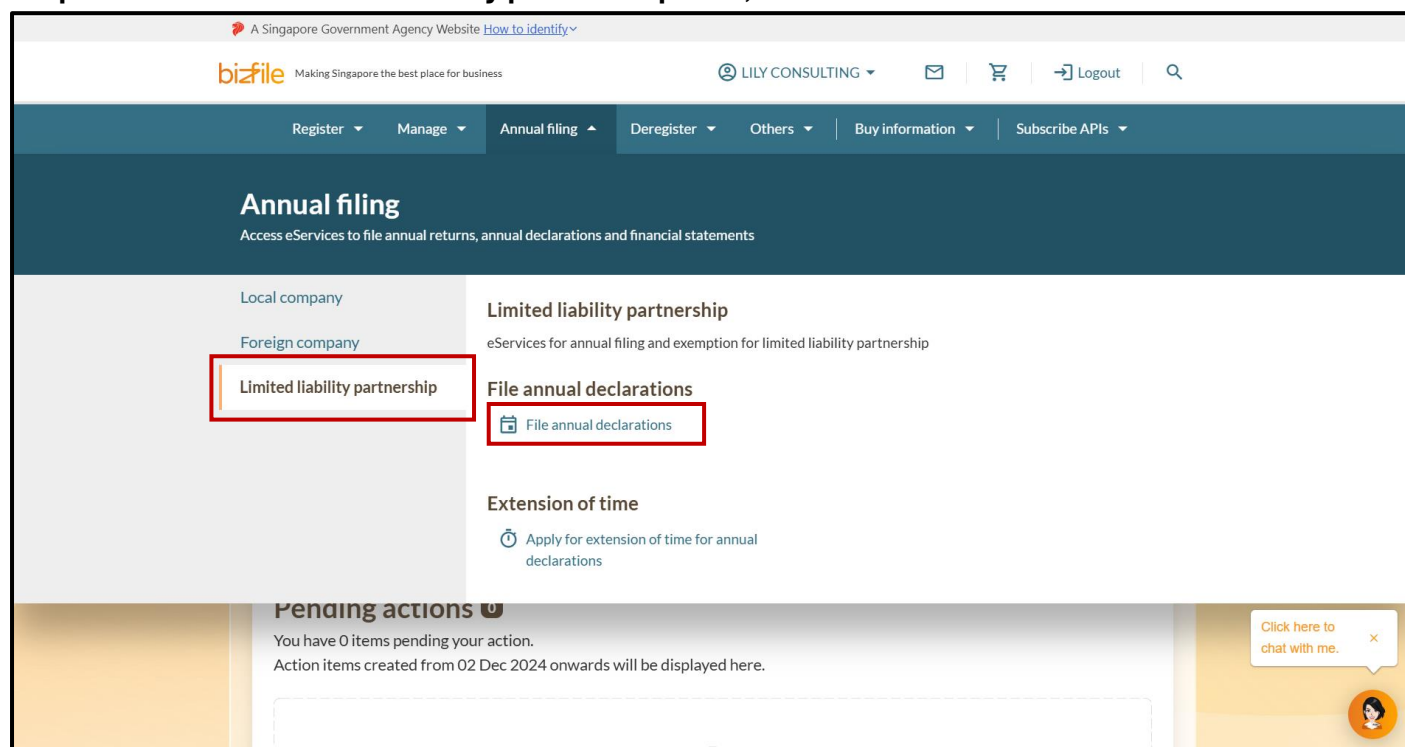 A Singapore Government Agency Website How to identify
bizfile Making Singapore the best place for business
LILY CONSULTING
Logout
Register
Manage
Annual filing
Deregister
Others
Buy information
Subscribe APIs
Annual filing
Access eServices to file annual returns, annual declarations and financial statements
Local company
Foreign company
Limited liability partnership
Limited liability partnership
eServices for annual filing and exemption for limited liability partnership
File annual declarations
File annual declarations
Extension of time
Apply for extension of time for annual
declarations
Pending actions 0
You have 0 items pending your action.
Action items created from 02 Dec 2024 onwards will be displayed here.
Click here to
chat with me.